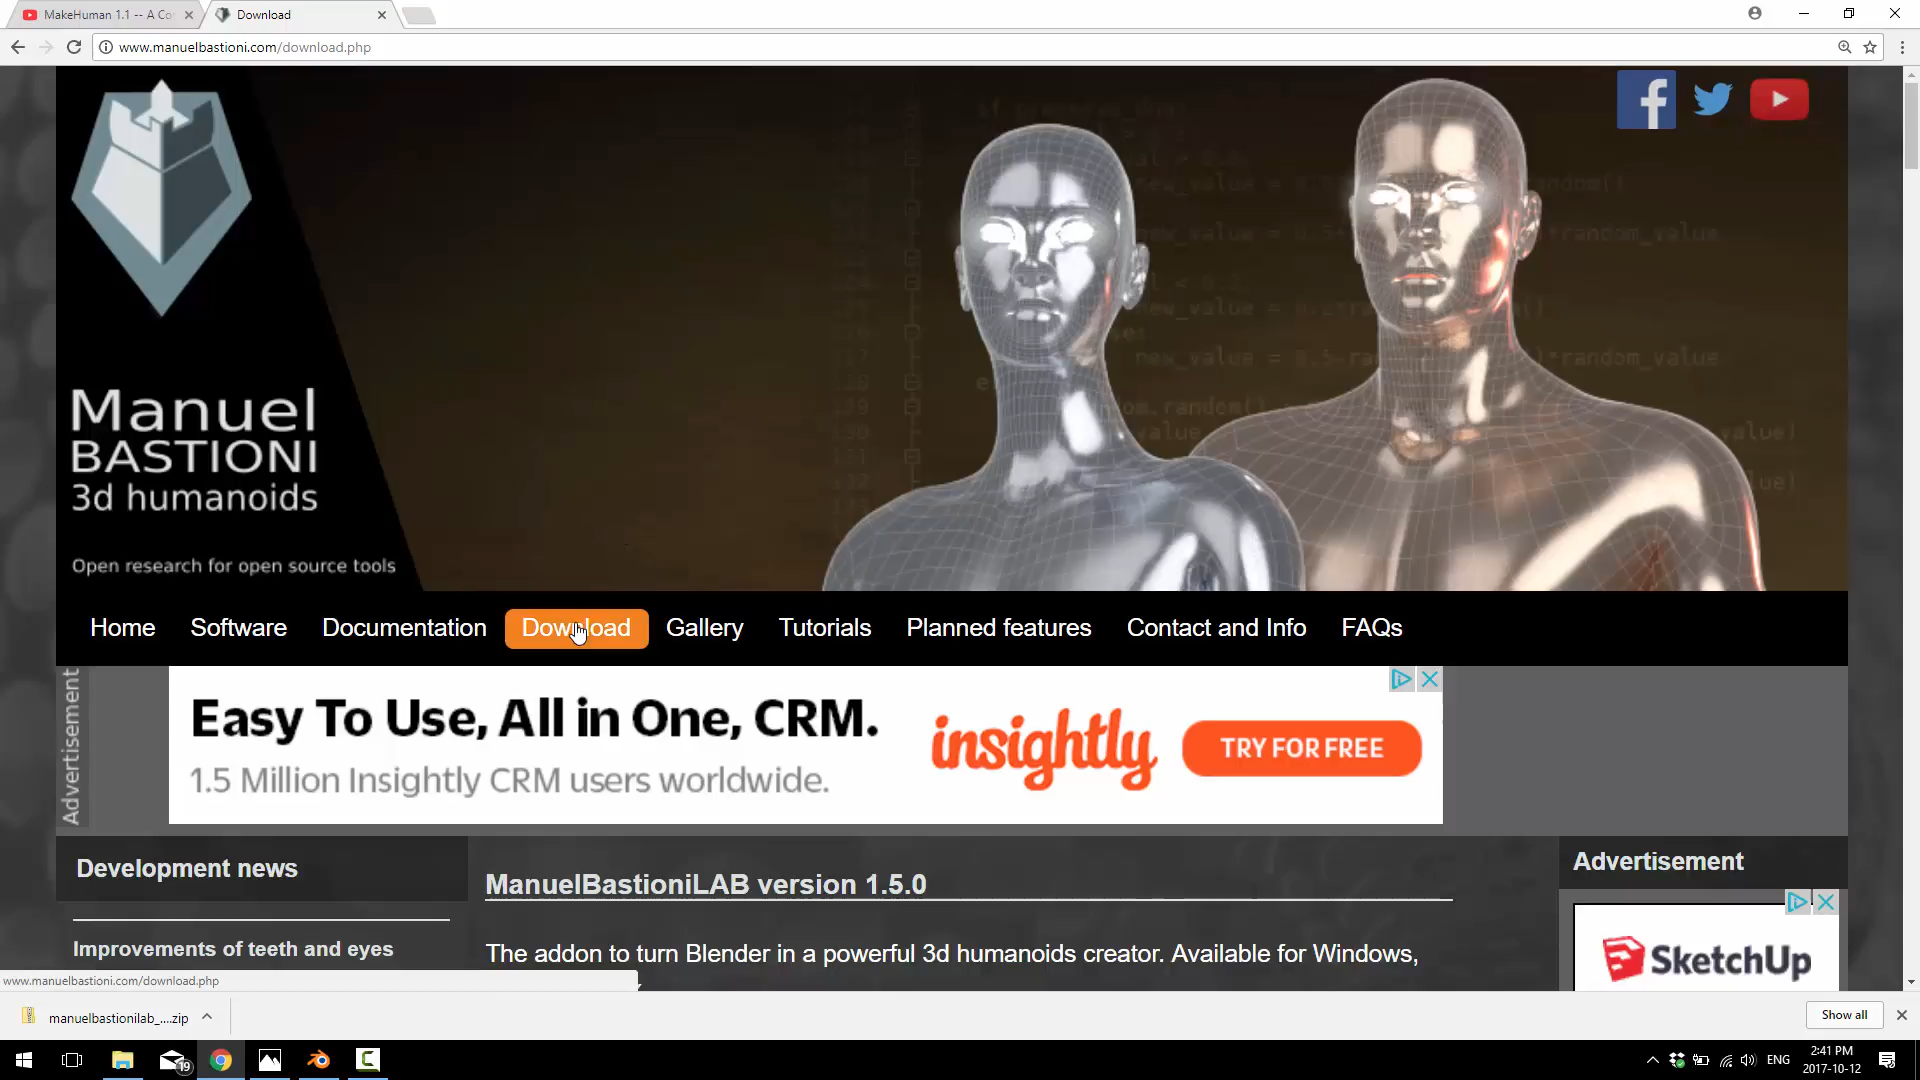 MakeHuman 1.1 -- A Co
Download
www.manuelbastioni.com/download.php
Manuel
BASTIONI
3d humanoids
Open research for open source tools
Home Software Documentation Download Gallery Tutorials Planned features Contact and Info FAQs
Advertisement
Easy To Use, All in One, CRM.
1.5 Million Insightly CRM users worldwide.
insightly
TRY FOR FREE
Development news
Improvements of teeth and eyes
ManuelBastioniLAB version 1.5.0
The addon to turn Blender in a powerful 3d humanoids creator. Available for Windows,
Advertisement
SketchUp
www.manuelbastioni.com/download.php
manuelbastionilab_....zip
Show all
19
ENG
2:41 PM
2017-10-12